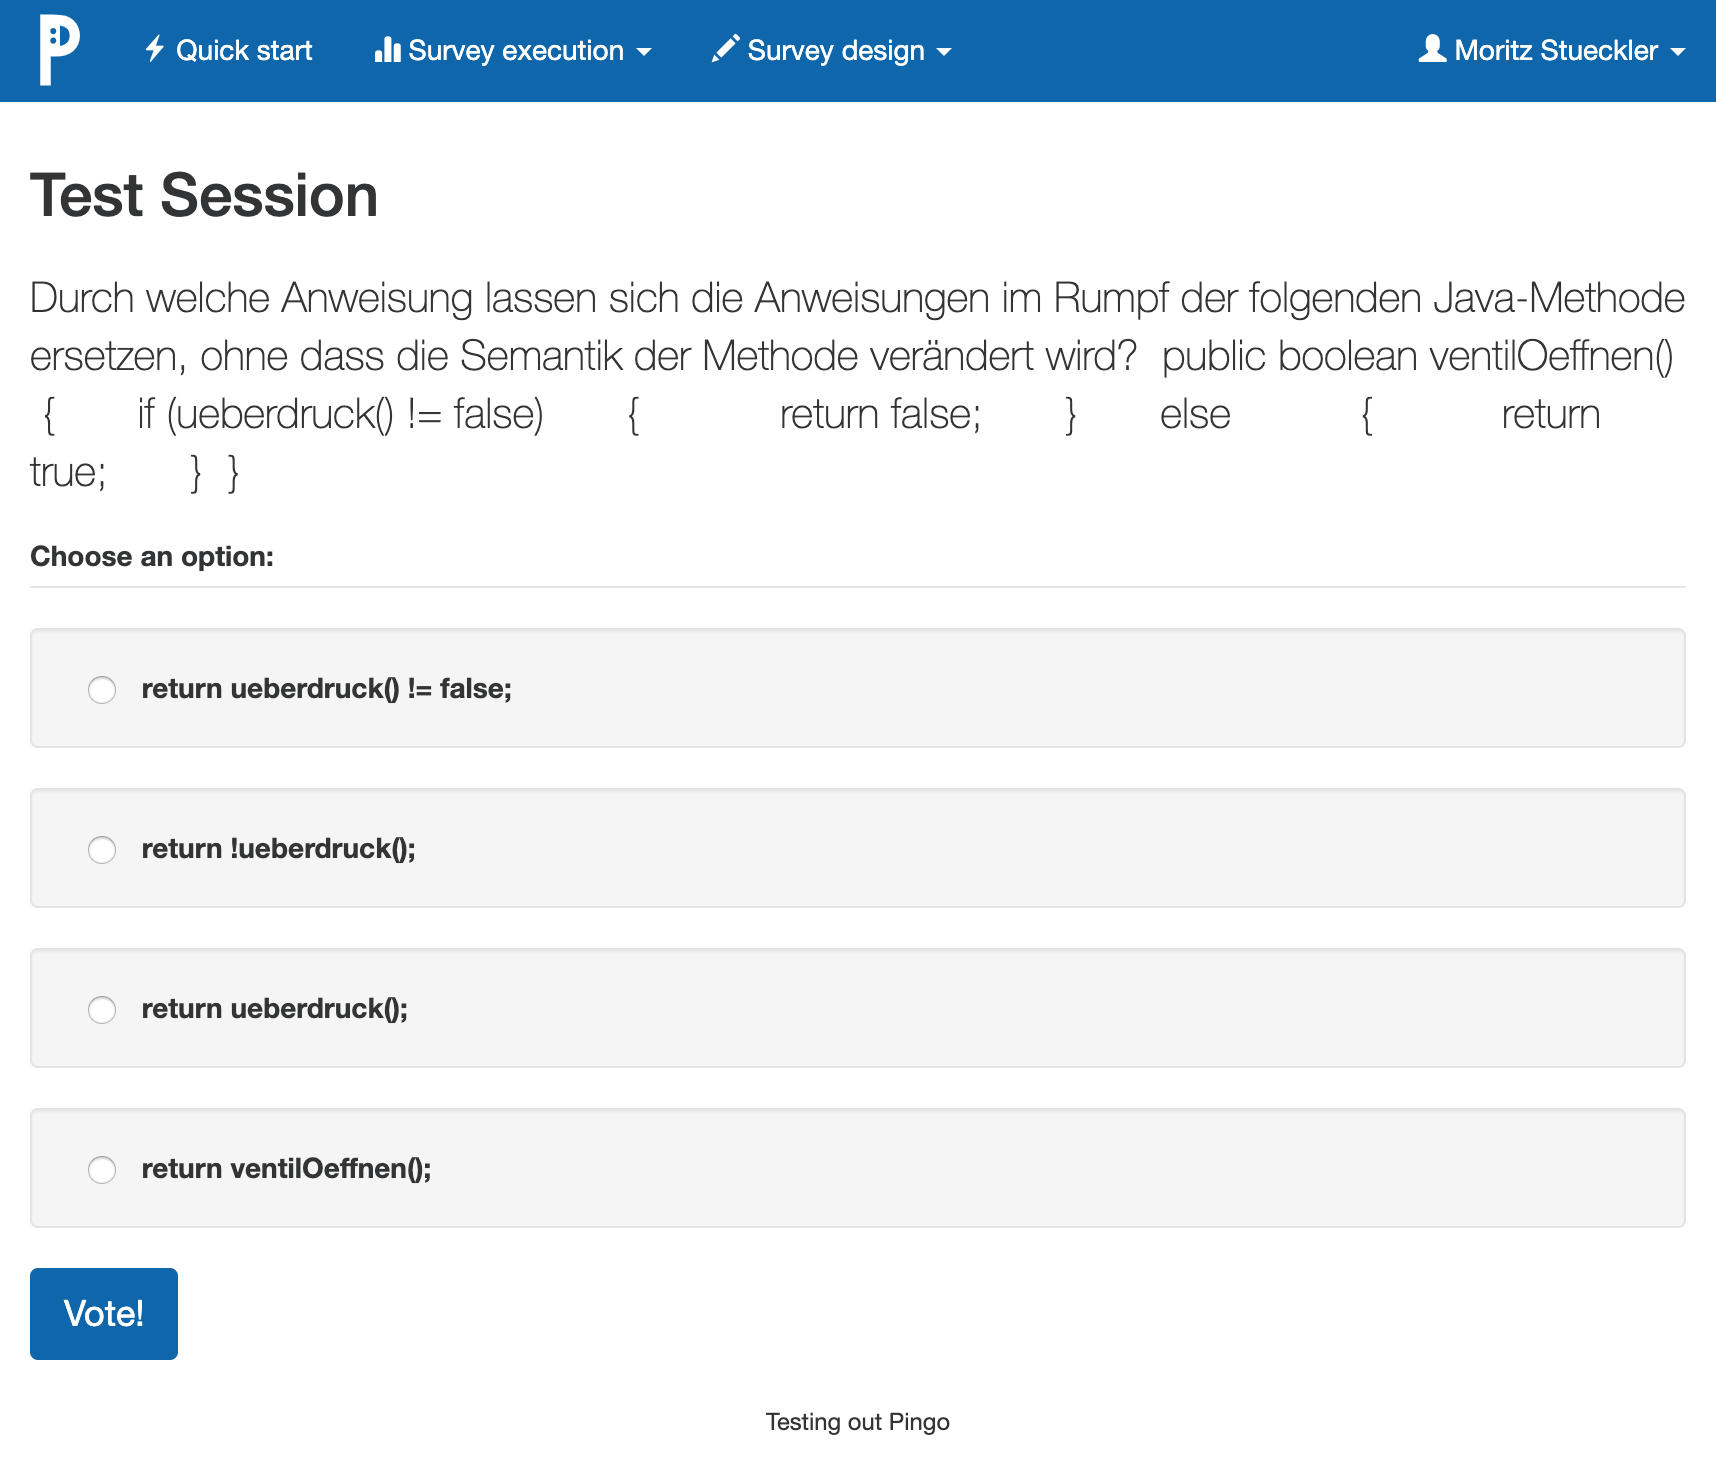 Quick start Survey execution Survey design Moritz Stueckler
Test Session
Durch welche Anweisung lassen sich die Anweisungen im Rumpf der folgenden Java-Methode
ersetzen, ohne dass die Semantik der Methode verändert wird? public boolean ventilOeffnen()
{ if (ueberdruck() != false) { return false; } else { return
true; } }
Choose an option:
return ueberdruck() != false;
return !ueberdruck();
return ueberdruck();
return ventilOeffnen();
Vote!
Testing out Pingo